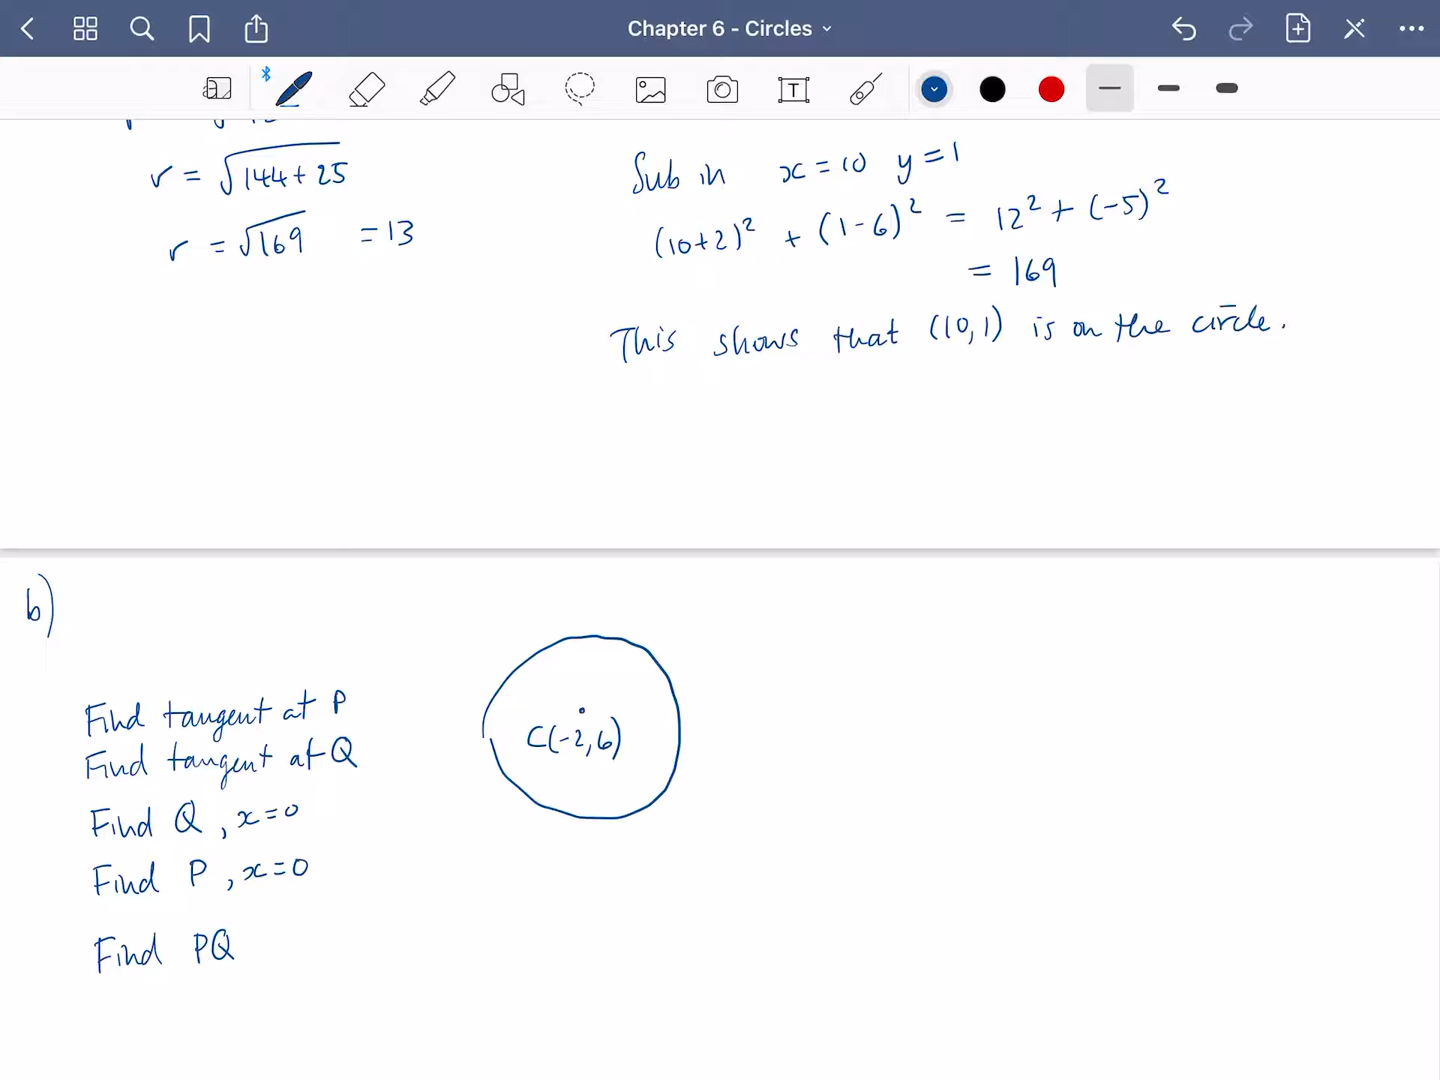 Chapter 6 - Circles
T
r = √144+25
r = √169 = 13
Sub in x=10 y=1
(10+2)² + (1-6)² = 12² + (-5)²
= 169
This shows that (10,1) is on the circle.
b)
Find tangent at P
Find tangent at Q
Find Q, x=0
Find P, x=0
Find PQ
C(-2,6)